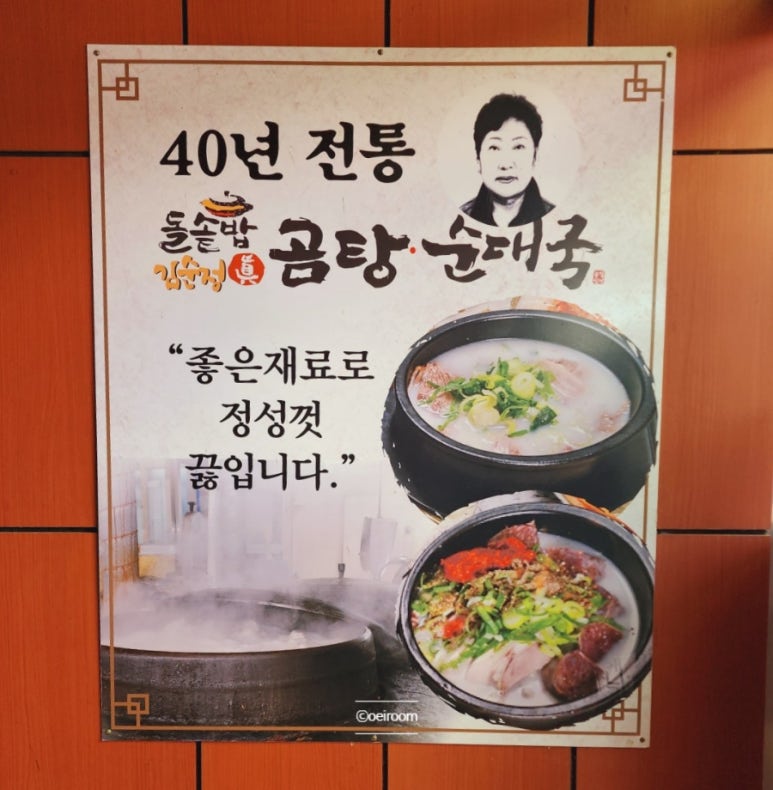 40년 전통
돌솥밥
김순정 眞 곰탕·순대국
“좋은재료로
정성껏
끓입니다.”
©oeiroom